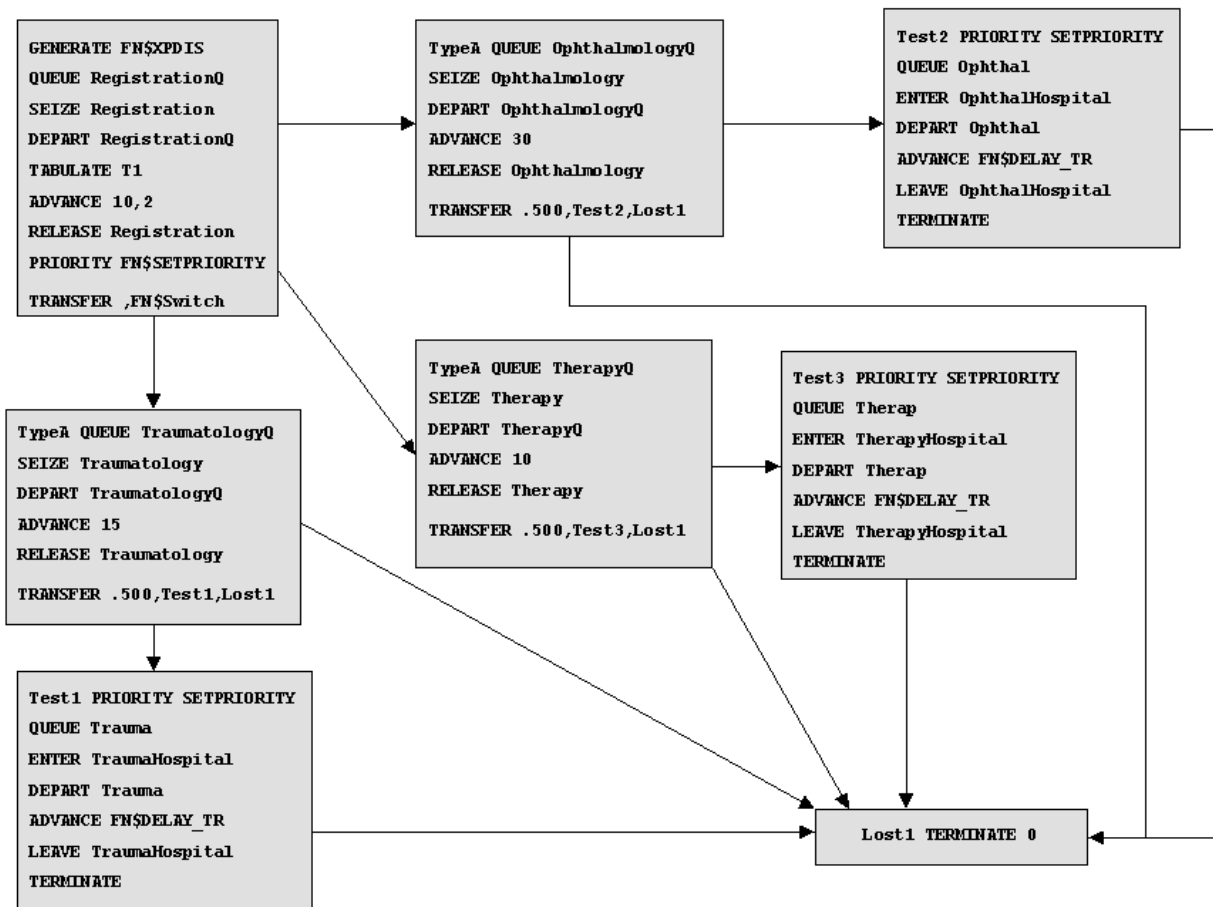 GENERATE FN$XPDIS
QUEUE RegistrationQ
SEIZE Registration
DEPART RegistrationQ
TABULATE T1
ADVANCE 10,2
RELEASE Registration
PRIORITY FN$SETPRIORITY
TRANSFER ,FN$Switch
TypeA QUEUE OphthalmologyQ
SEIZE Ophthalmology
DEPART OphthalmologyQ
ADVANCE 30
RELEASE Ophthalmology
TRANSFER .500,Test2,Lost1
Test2 PRIORITY SETPRIORITY
QUEUE Ophthal
ENTER OphthalHospital
DEPART Ophthal
ADVANCE FN$DELAY_TR
LEAVE OphthalHospital
TERMINATE
TypeA QUEUE TraumatologyQ
SEIZE Traumatology
DEPART TraumatologyQ
ADVANCE 15
RELEASE Traumatology
TRANSFER .500,Test1,Lost1
TypeA QUEUE TherapyQ
SEIZE Therapy
DEPART TherapyQ
ADVANCE 10
RELEASE Therapy
TRANSFER .500,Test3,Lost1
Test3 PRIORITY SETPRIORITY
QUEUE Therap
ENTER TherapyHospital
DEPART Therap
ADVANCE FN$DELAY_TR
LEAVE TherapyHospital
TERMINATE
Test1 PRIORITY SETPRIORITY
QUEUE Trauma
ENTER TraumaHospital
DEPART Trauma
ADVANCE FN$DELAY_TR
LEAVE TraumaHospital
TERMINATE
Lost1 TERMINATE 0